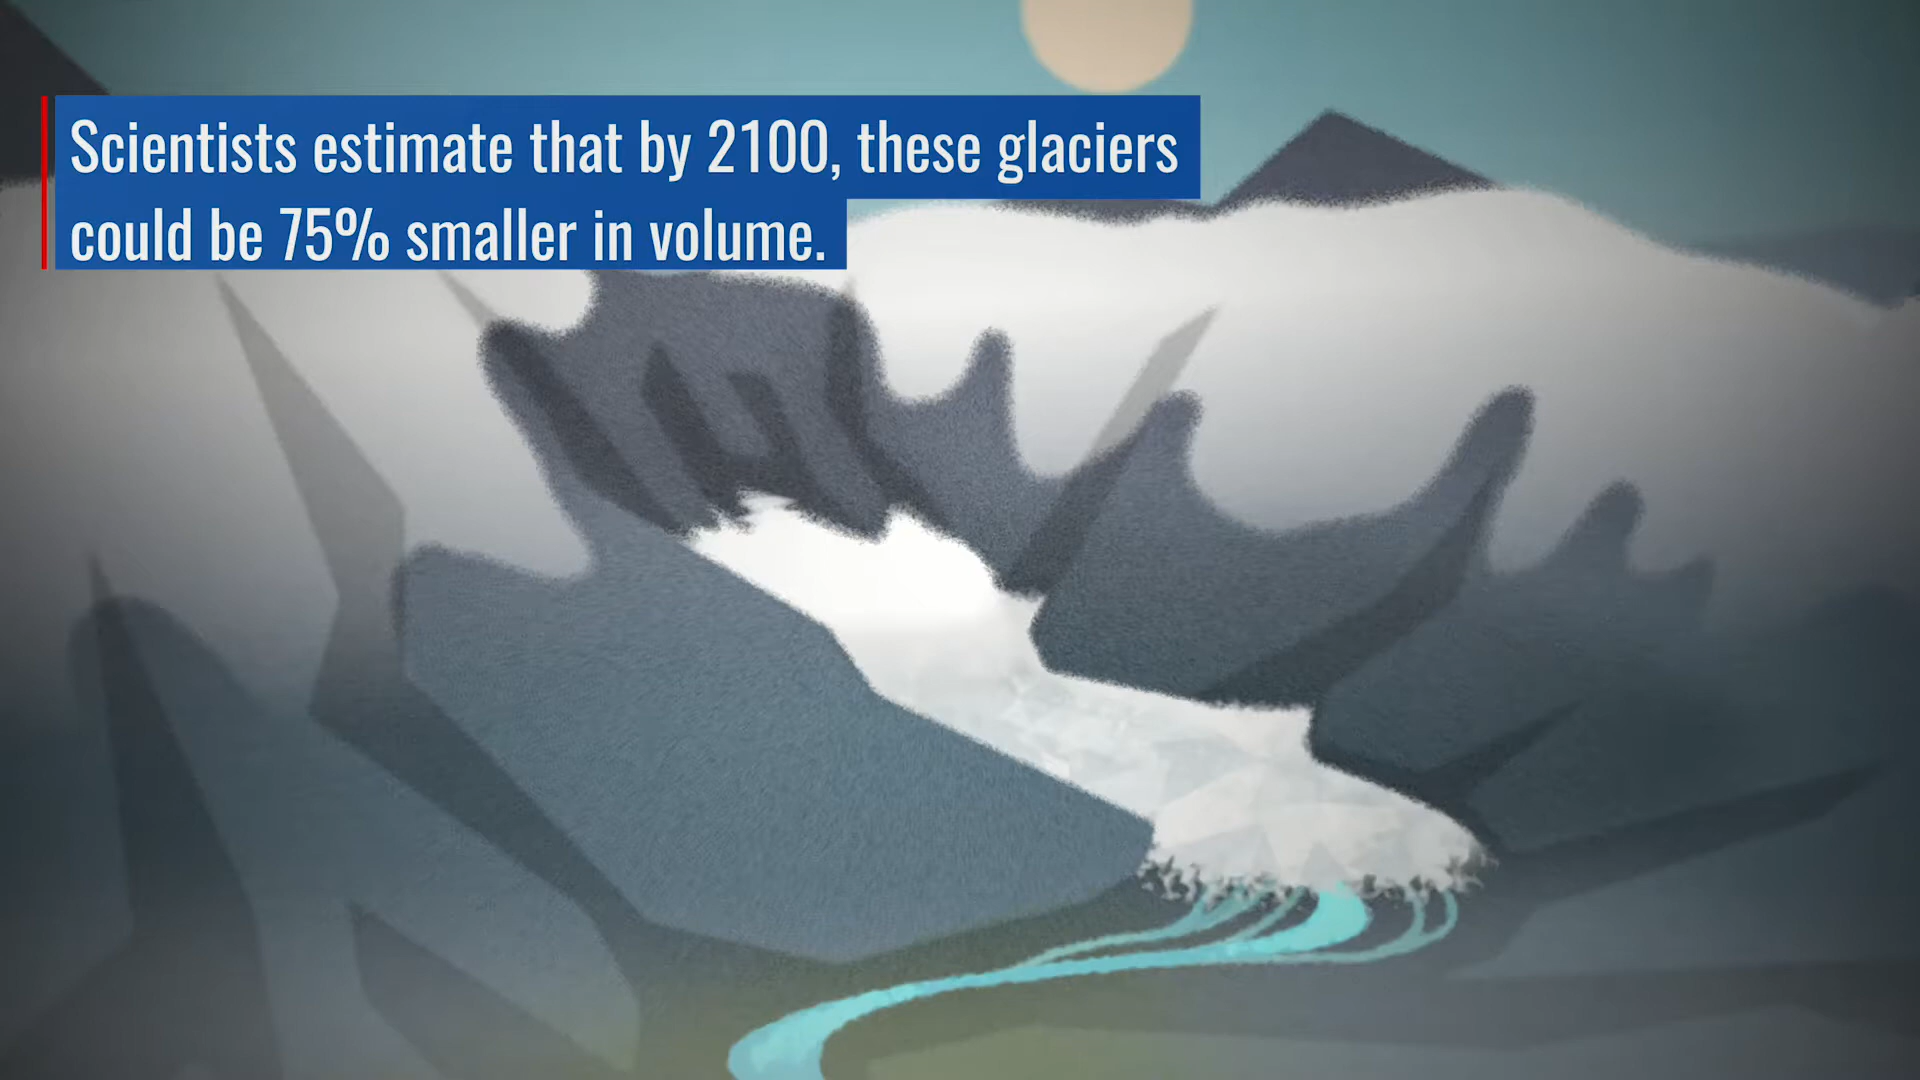 Scientists estimate that by 2100, these glaciers
could be 75% smaller in volume.